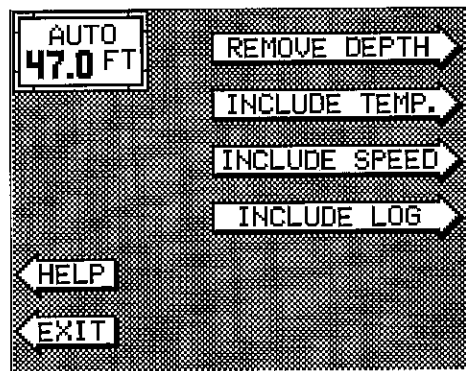 AUTO
47.0 FT
REMOVE DEPTH
INCLUDE TEMP.
INCLUDE SPEED
INCLUDE LOG
HELP
EXIT